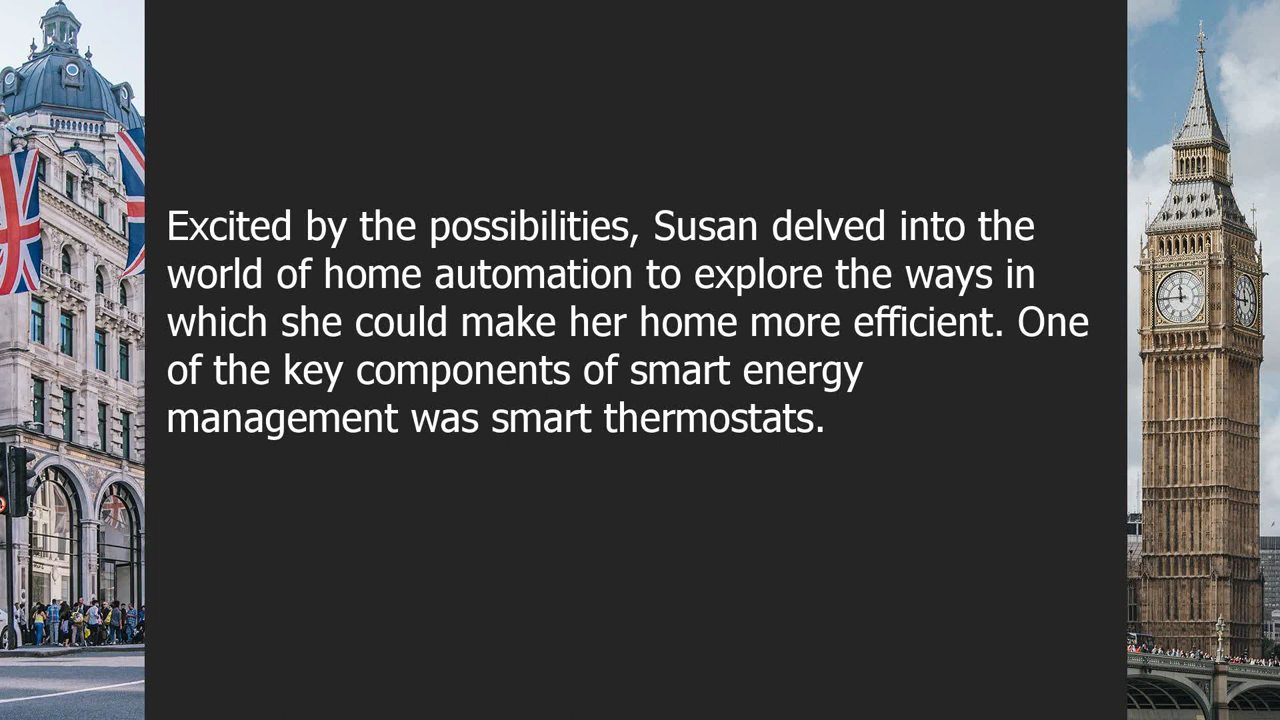 Excited by the possibilities, Susan delved into the
world of home automation to explore the ways in
which she could make her home more efficient. One
of the key components of smart energy
management was smart thermostats.